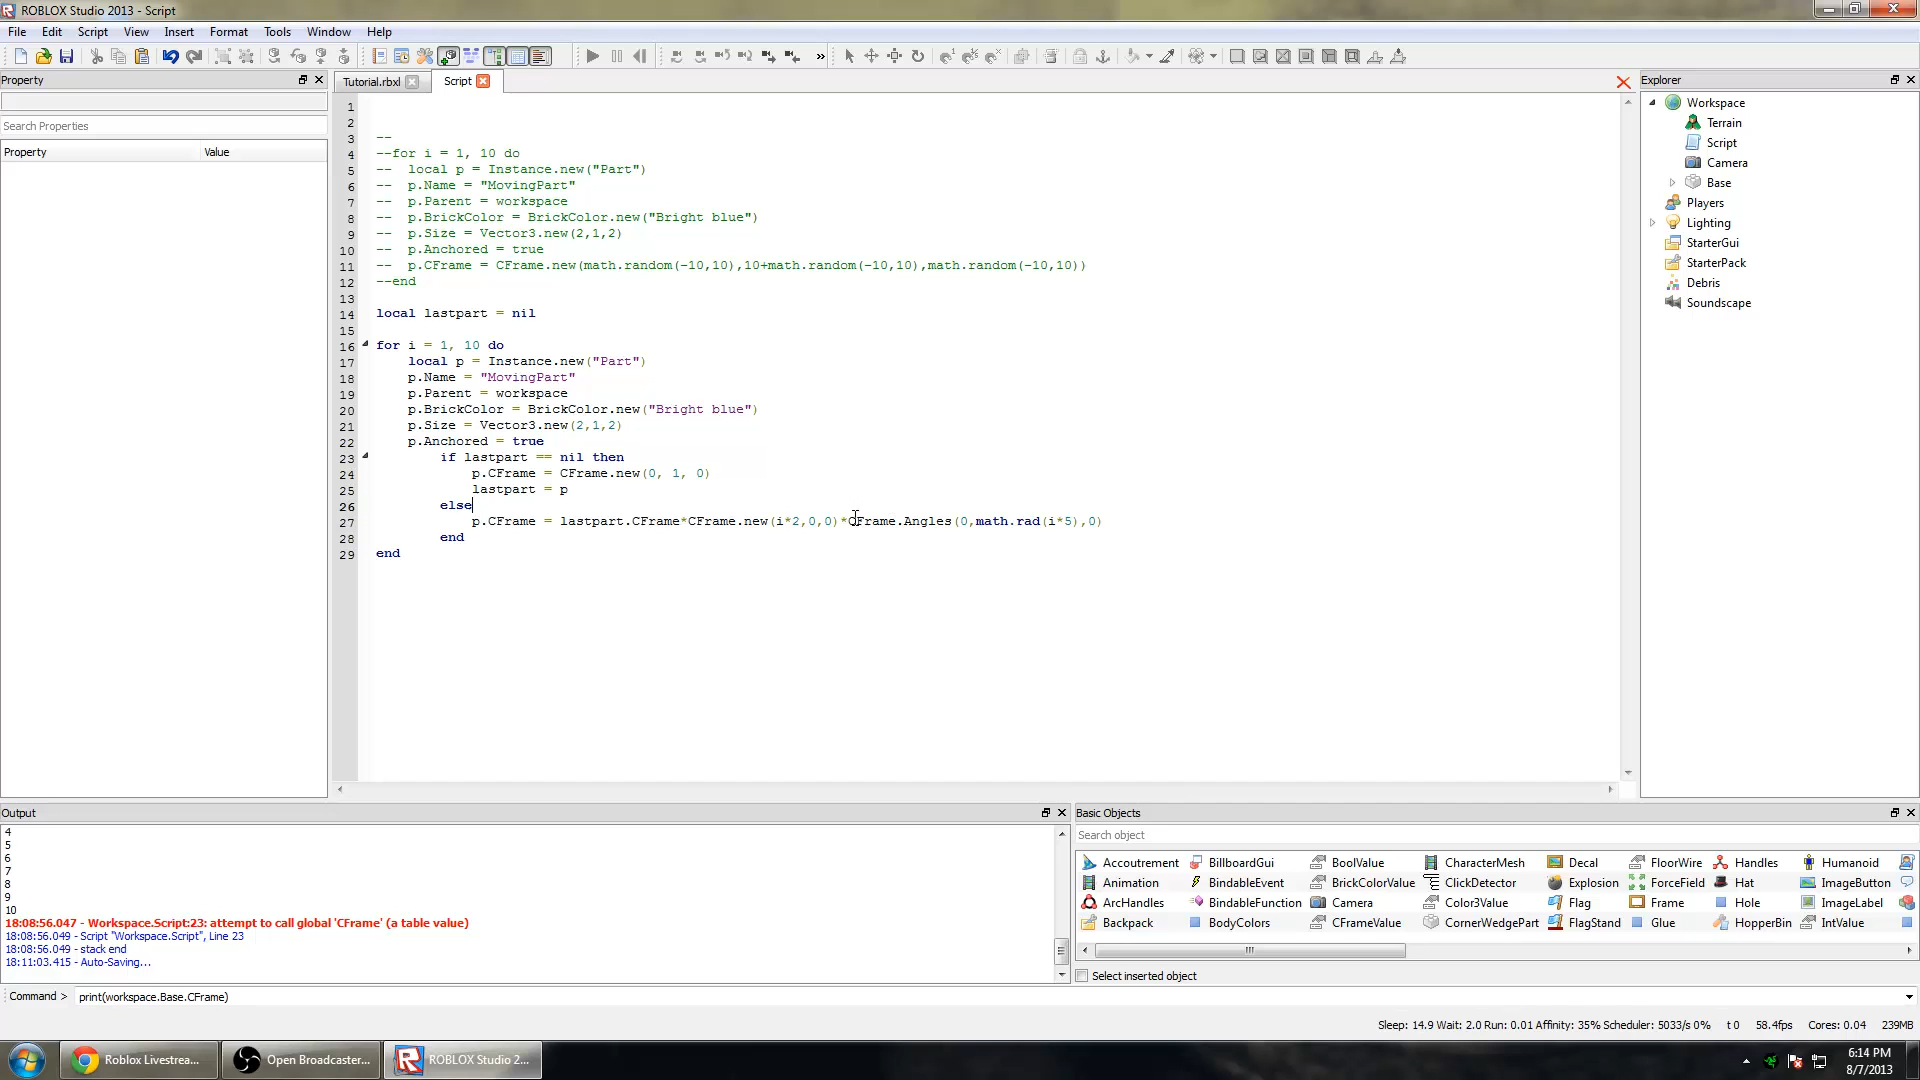 ROBLOX Studio 2013 - Script
File Edit Script View Insert Format Tools Window Help
Property
Search Properties
Property Value
Tutorial.rbxl Script
1
2
3 --
4 --for i = 1, 10 do
5 --  local p = Instance.new("Part")
6 --  p.Name = "MovingPart"
7 --  p.Parent = workspace
8 --  p.BrickColor = BrickColor.new("Bright blue")
9 --  p.Size = Vector3.new(2,1,2)
10 --  p.Anchored = true
11 --  p.CFrame = CFrame.new(math.random(-10,10),10+math.random(-10,10),math.random(-10,10))
12 --end
13
14 local lastpart = nil
15
16 for i = 1, 10 do
17     local p = Instance.new("Part")
18     p.Name = "MovingPart"
19     p.Parent = workspace
20     p.BrickColor = BrickColor.new("Bright blue")
21     p.Size = Vector3.new(2,1,2)
22     p.Anchored = true
23         if lastpart == nil then
24             p.CFrame = CFrame.new(0, 1, 0)
25             lastpart = p
26         else
27             p.CFrame = lastpart.CFrame*CFrame.new(i*2,0,0)*CFrame.Angles(0,math.rad(i*5),0)
28         end
29 end
Explorer
Workspace
Terrain
Script
Camera
Base
Players
Lighting
StarterGui
StarterPack
Debris
Soundscape
Output
4
5
6
7
8
9
10
18:08:56.047 - Workspace.Script:23: attempt to call global 'CFrame' (a table value)
18:08:56.049 - Script "Workspace.Script", Line 23
18:08:56.049 - stack end
18:11:03.415 - Auto-Saving...
Basic Objects
Search object
Accoutrement BillboardGui BoolValue CharacterMesh Decal FloorWire Handles Humanoid
Animation BindableEvent BrickColorValue ClickDetector Explosion ForceField Hat ImageButton
ArcHandles BindableFunction Camera Color3Value Flag Frame Hole ImageLabel
Backpack BodyColors CFrameValue CornerWedgePart FlagStand Glue HopperBin IntValue
Select inserted object
Command > print(workspace.Base.CFrame)
Sleep: 14.9 Wait: 2.0 Run: 0.01 Affinity: 35% Scheduler: 5033/s 0% t 0 58.4fps Cores: 0.04 239MB
Roblox Livestrea... Open Broadcaster... ROBLOX Studio 2...
6:14 PM
8/7/2013